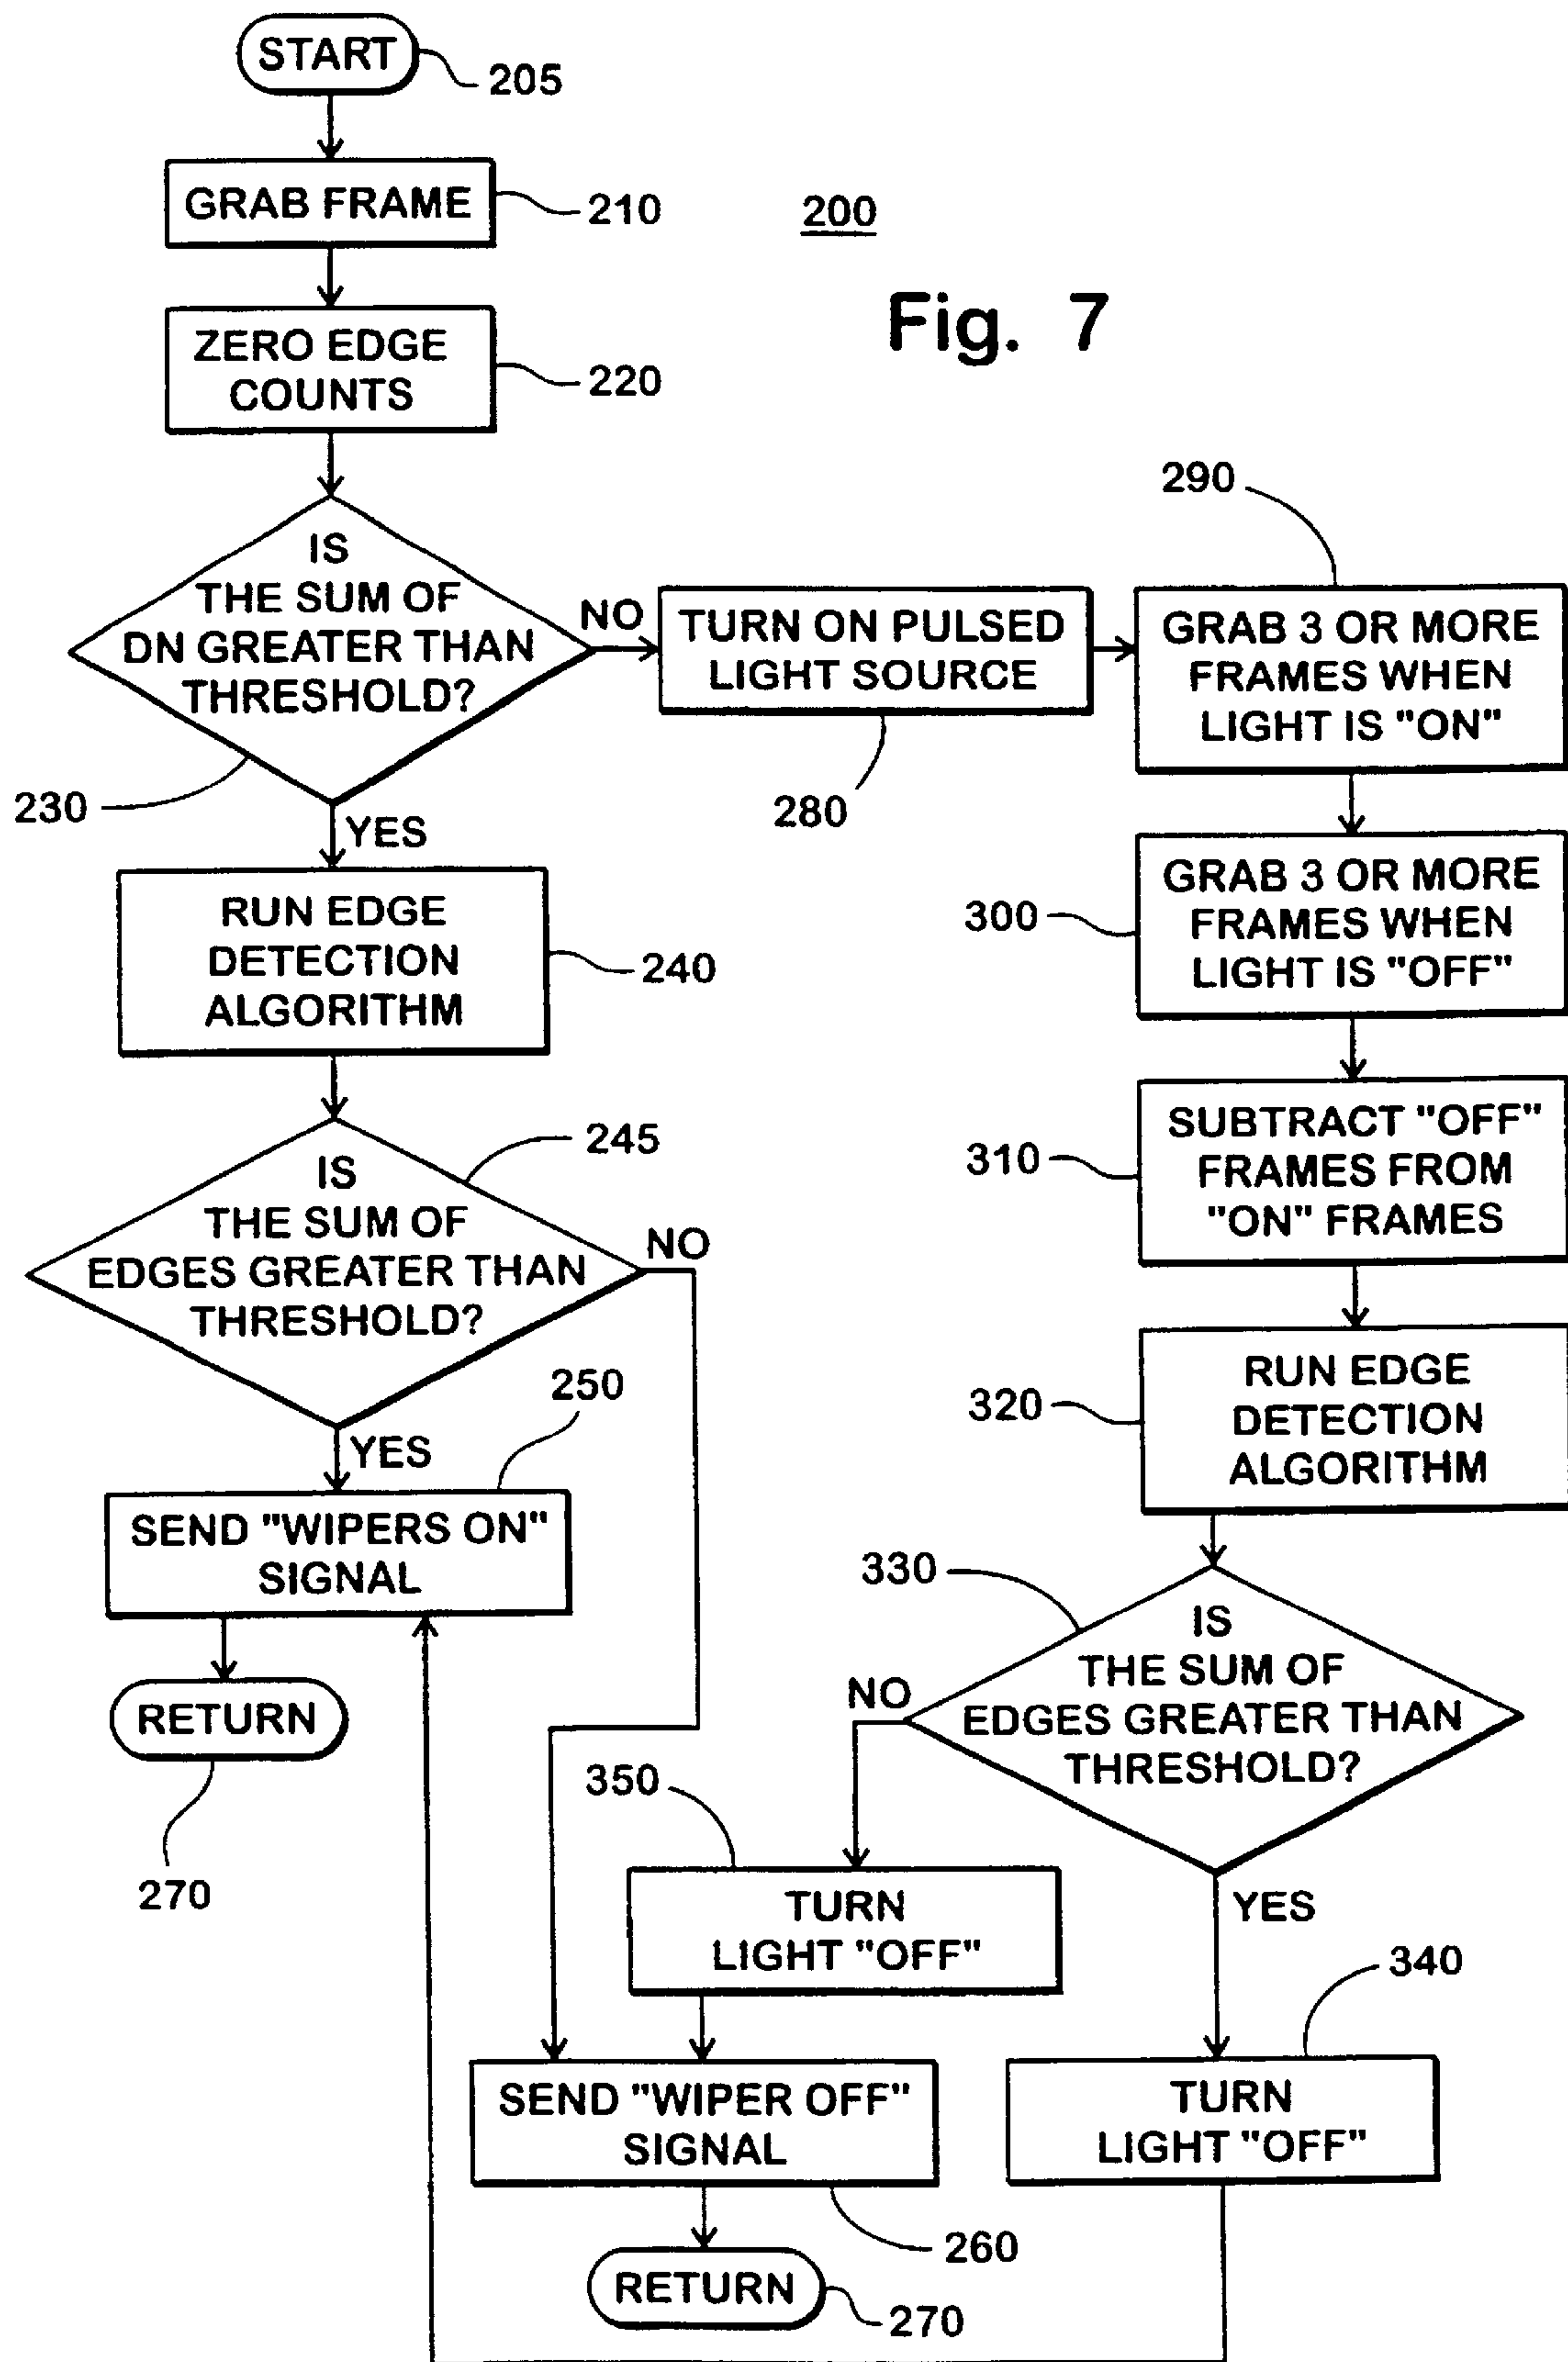 START
205
GRAB FRAME
210
200
Fig. 7
ZERO EDGE
COUNTS
220
IS
THE SUM OF
DN GREATER THAN
THRESHOLD?
230
NO
TURN ON PULSED
LIGHT SOURCE
280
290
GRAB 3 OR MORE
FRAMES WHEN
LIGHT IS "ON"
YES
RUN EDGE
DETECTION
ALGORITHM
240
300
GRAB 3 OR MORE
FRAMES WHEN
LIGHT IS "OFF"
245
IS
THE SUM OF
EDGES GREATER THAN
THRESHOLD?
NO
310
SUBTRACT "OFF"
FRAMES FROM
"ON" FRAMES
YES
250
SEND "WIPERS ON"
SIGNAL
RETURN
270
320
RUN EDGE
DETECTION
ALGORITHM
330
IS
THE SUM OF
EDGES GREATER THAN
THRESHOLD?
NO
350
TURN
LIGHT "OFF"
YES
340
TURN
LIGHT "OFF"
SEND "WIPER OFF"
SIGNAL
260
RETURN
270